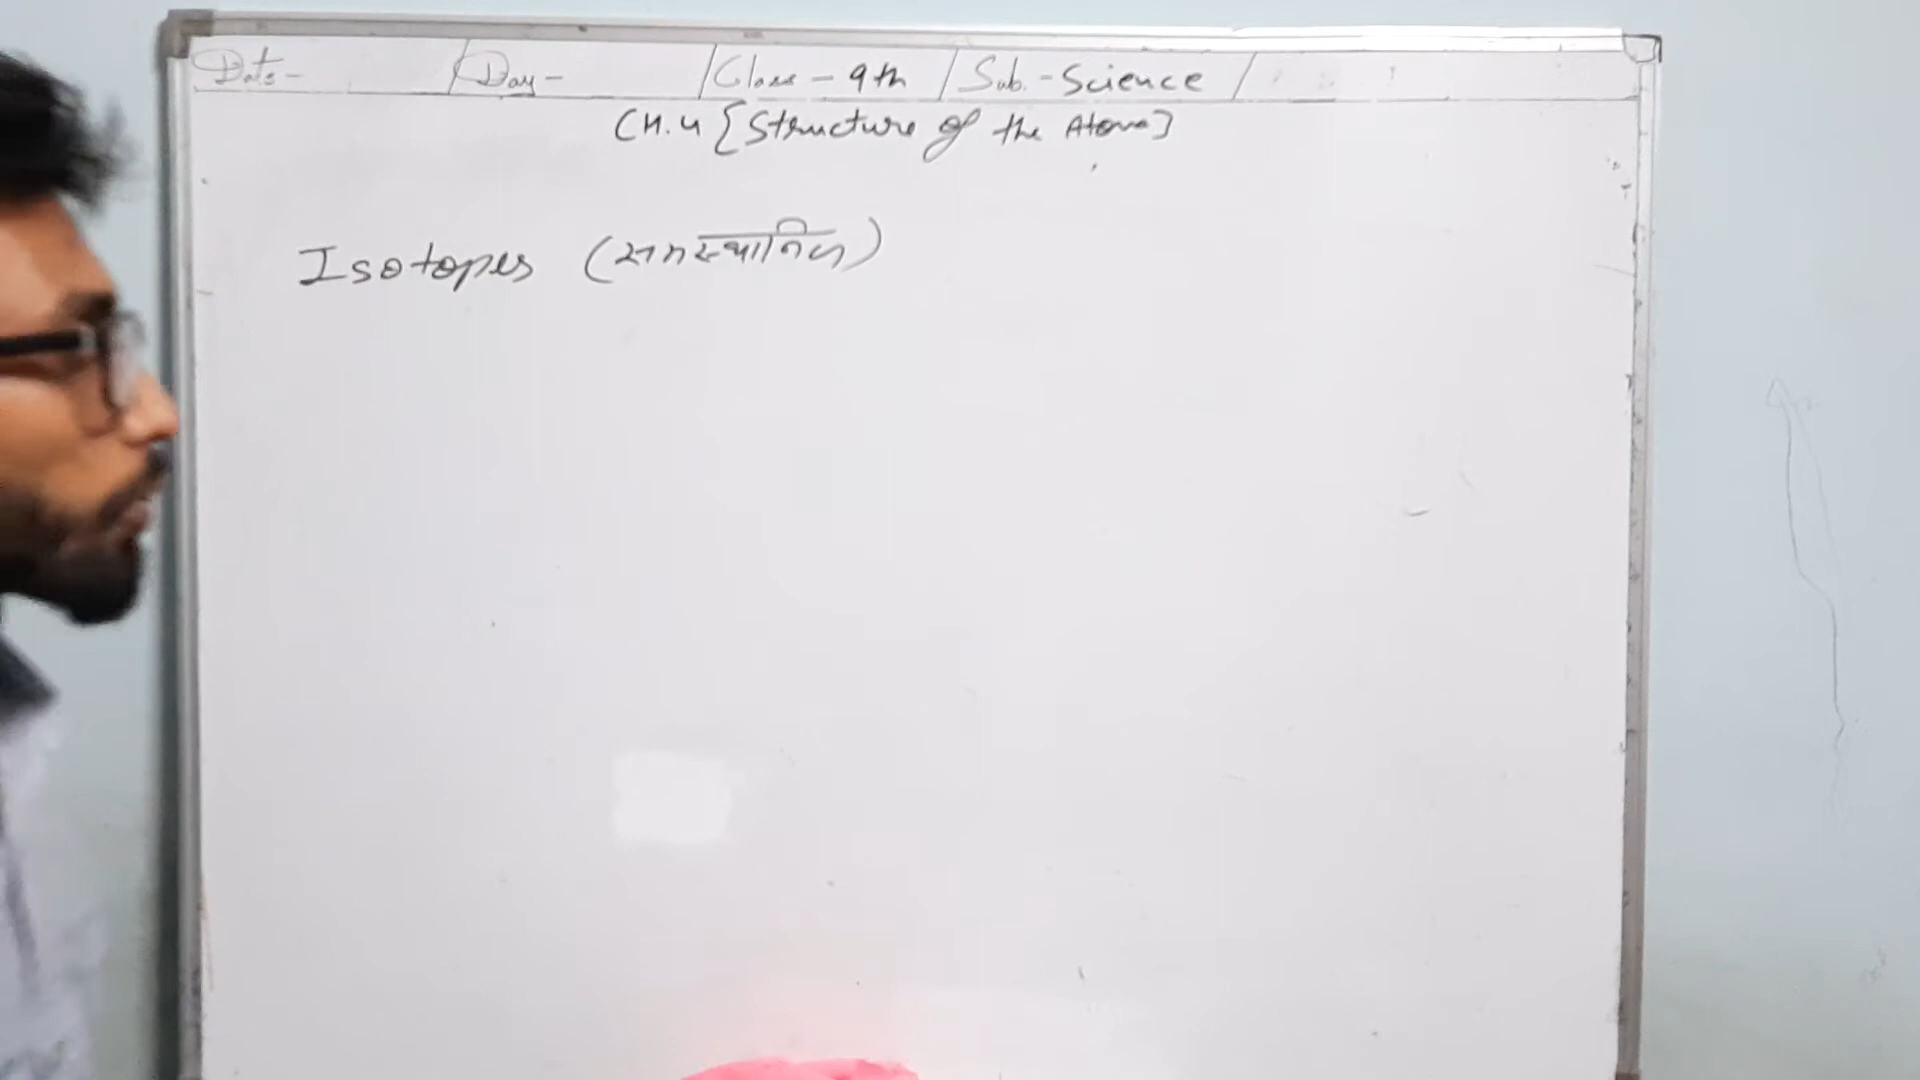 Date- / Day- / Class - 9th / Sub. - Science /
CH.4 [Structure of the Atom]
Isotopes (समस्थानिक)